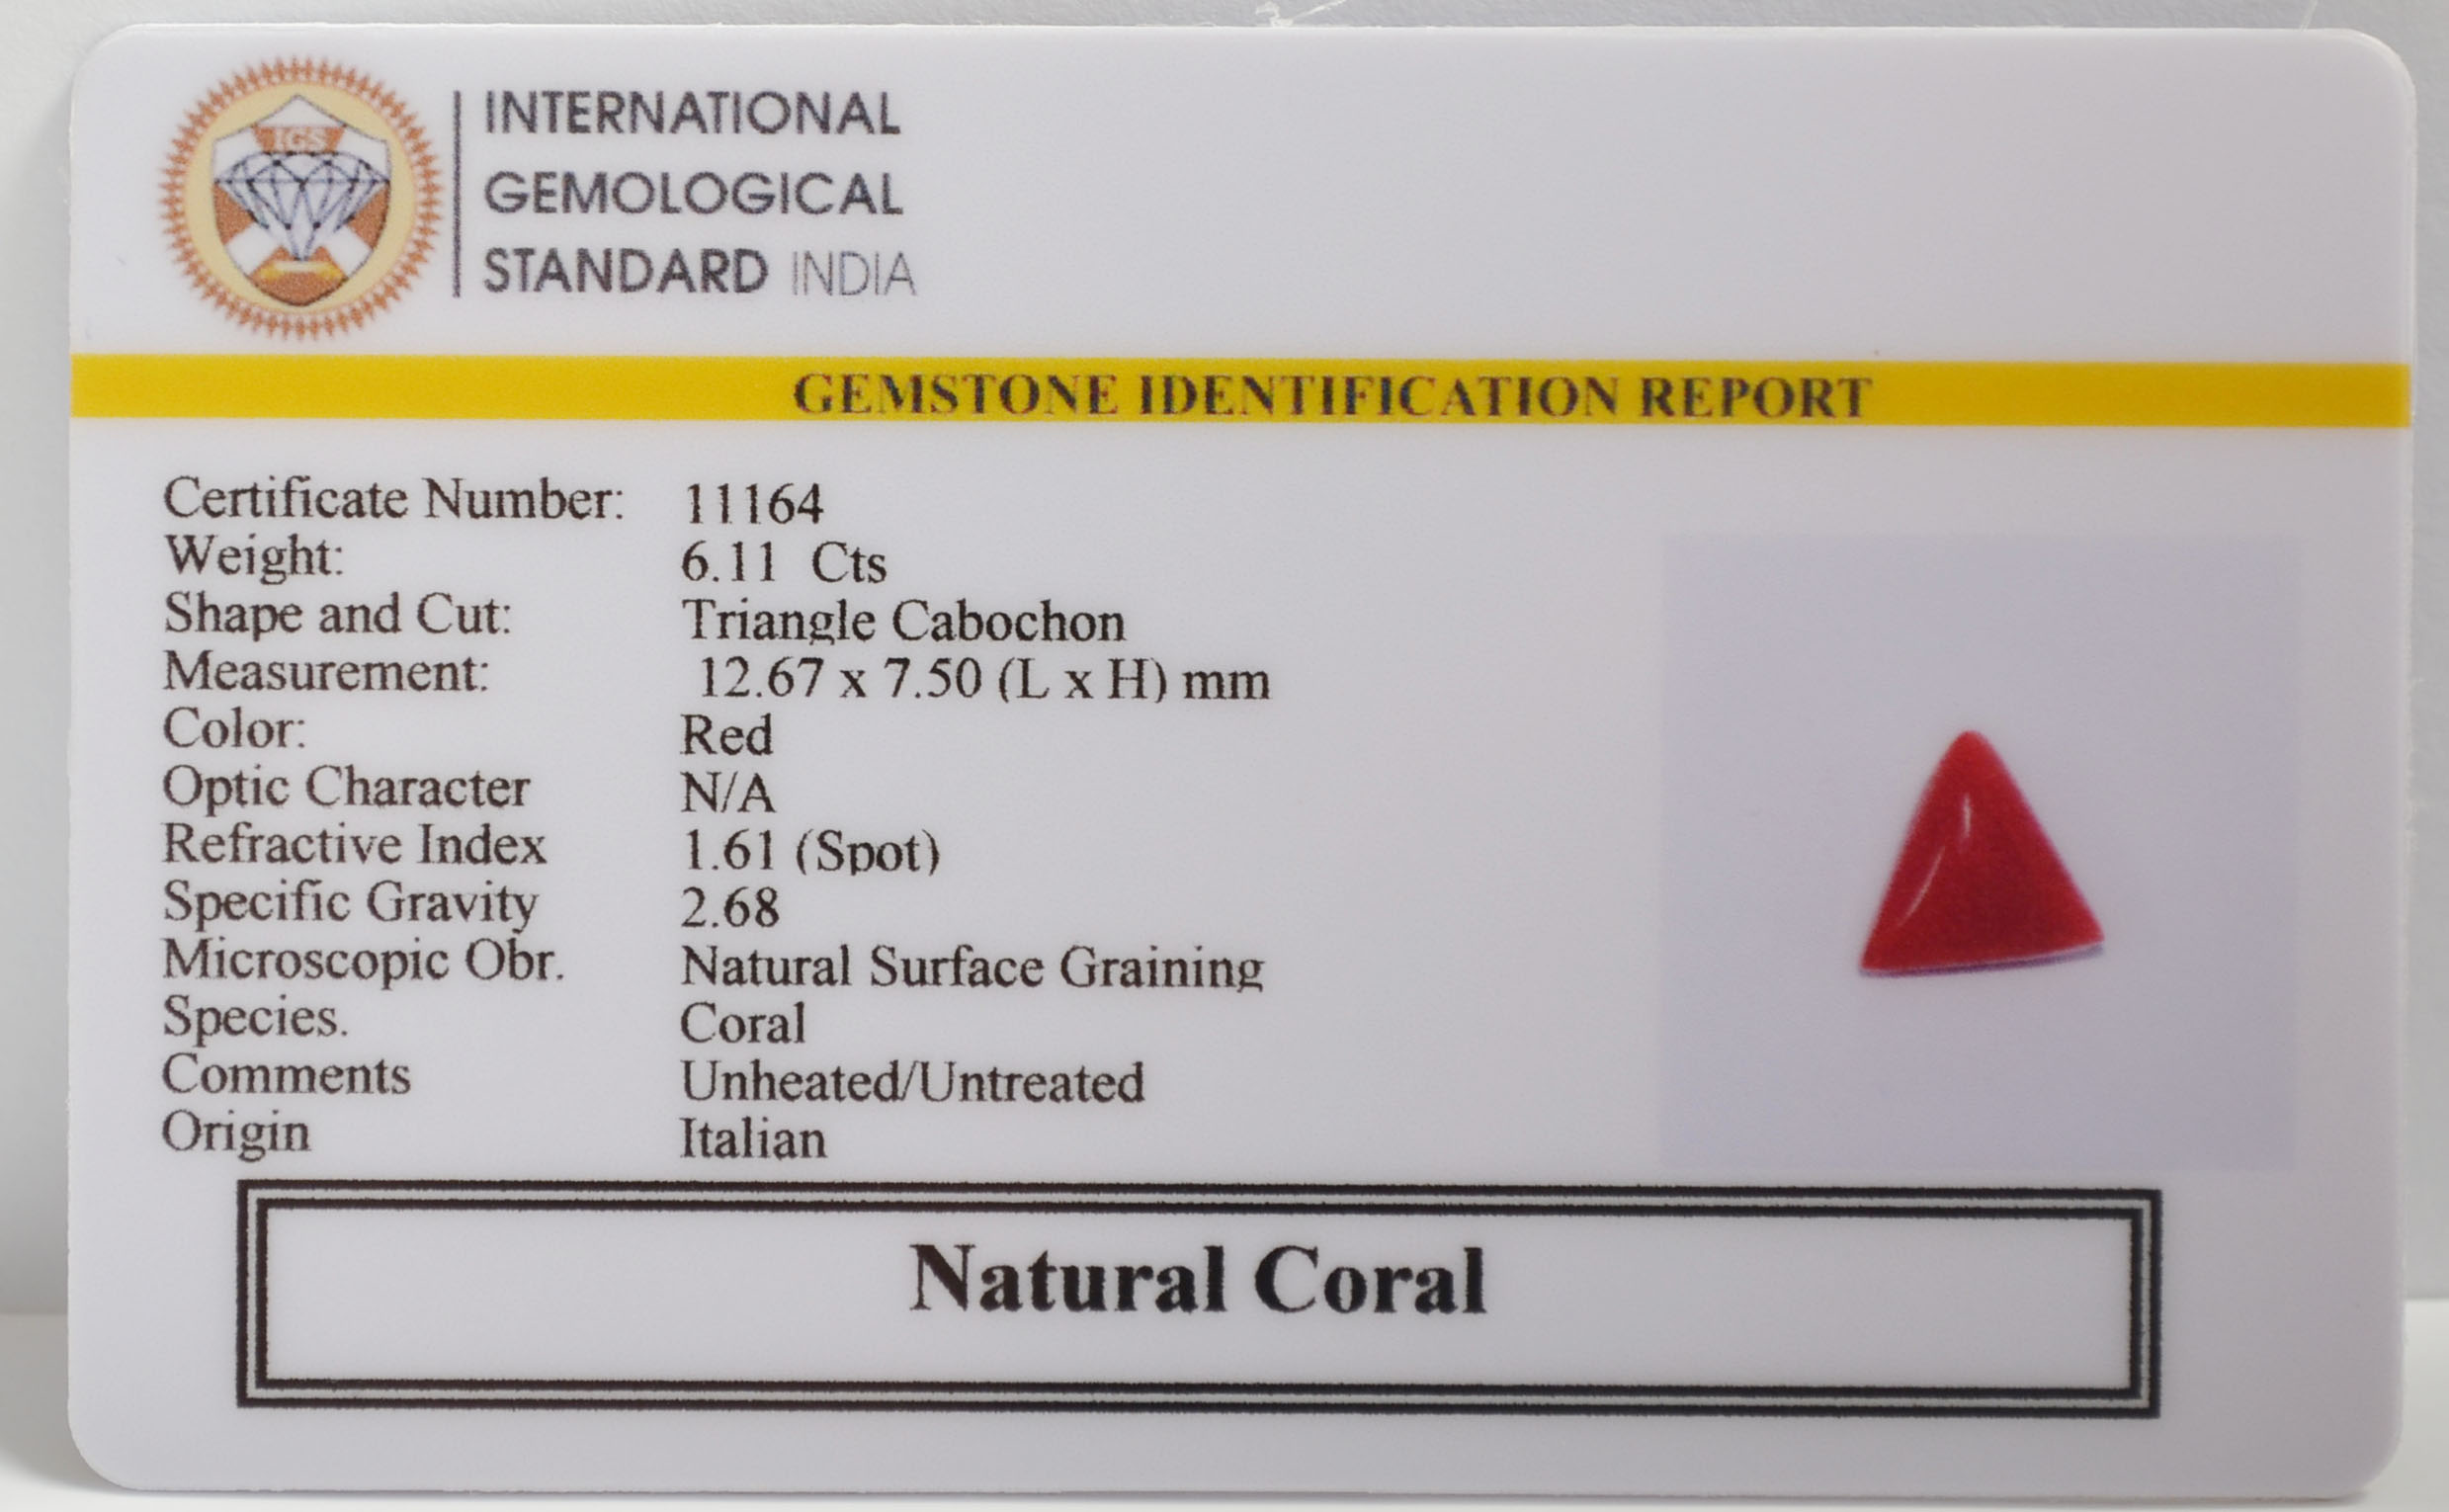 IGS
INTERNATIONAL
GEMOLOGICAL
STANDARD INDIA
GEMSTONE IDENTIFICATION REPORT
Certificate Number: 11164
Weight: 6.11 Cts
Shape and Cut: Triangle Cabochon
Measurement: 12.67 x 7.50 (L x H) mm
Color: Red
Optic Character N/A
Refractive Index 1.61 (Spot)
Specific Gravity 2.68
Microscopic Obr. Natural Surface Graining
Species. Coral
Comments Unheated/Untreated
Origin Italian
Natural Coral